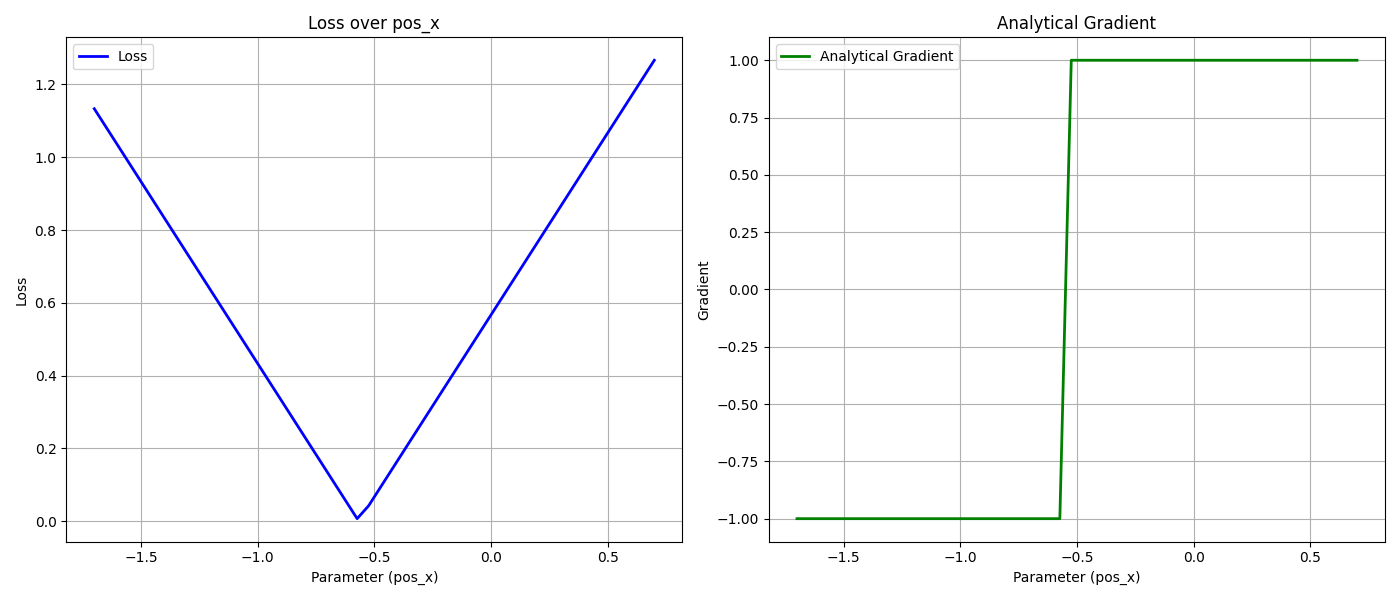 Loss over pos_x
Loss
1.2
1.0
0.8
0.6
0.4
0.2
0.0
Loss
−1.5 −1.0 −0.5 0.0 0.5
Parameter (pos_x)
Analytical Gradient
Analytical Gradient
1.00
0.75
0.50
0.25
0.00
−0.25
−0.50
−0.75
−1.00
Gradient
−1.5 −1.0 −0.5 0.0 0.5
Parameter (pos_x)